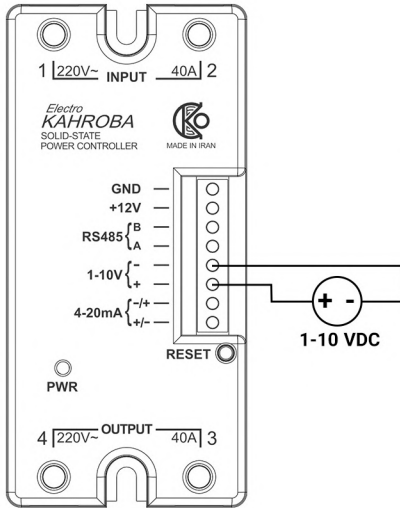 1 220V~ INPUT 40A 2
Electro
KAHROBA
SOLID-STATE
POWER CONTROLLER
MADE IN IRAN
GND
+12V
RS485 B
A
1-10V -
+
4-20mA -/+
+/-
+ -
1-10 VDC
RESET
PWR
4 220V~ OUTPUT 40A 3